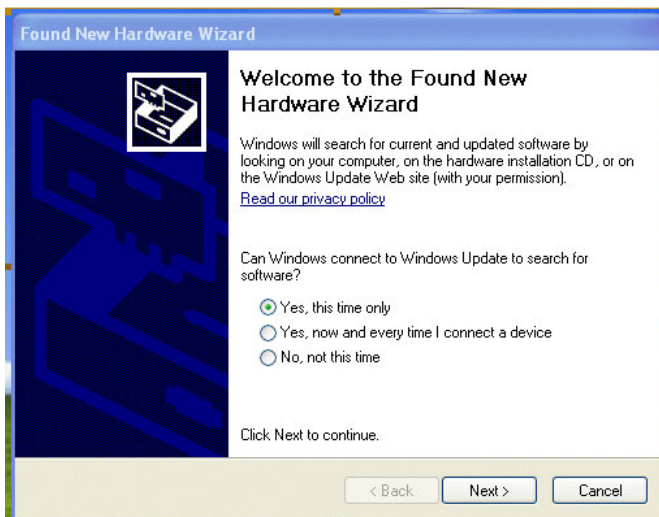 Found New Hardware Wizard
Welcome to the Found New
Hardware Wizard
Windows will search for current and updated software by
looking on your computer, on the hardware installation CD, or on
the Windows Update Web site (with your permission).
Read our privacy policy
Can Windows connect to Windows Update to search for
software?
Yes, this time only
Yes, now and every time I connect a device
No, not this time
Click Next to continue.
< Back Next > Cancel